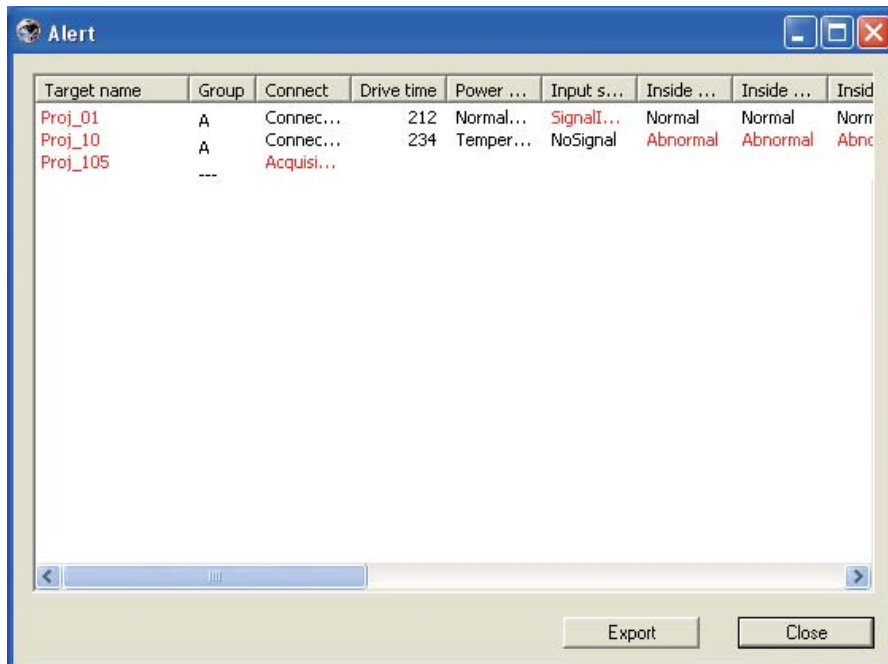 Alert
Target name Group Connect Drive time Power ... Input s... Inside ... Inside ... Insid
Proj_01 A Connec... 212 Normal... SignalI... Normal Normal Norm
Proj_10 A Connec... 234 Temper... NoSignal Abnormal Abnormal Abno
Proj_105 --- Acquisi...
Export Close